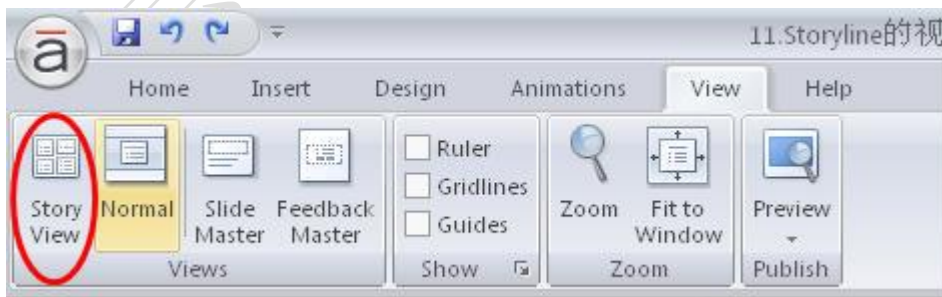 11.Storyline的视
ā
Home Insert Design Animations View Help
Story View
Normal
Slide Master
Feedback Master
Ruler
Gridlines
Guides
Zoom
Fit to Window
Preview
Views Show Zoom Publish